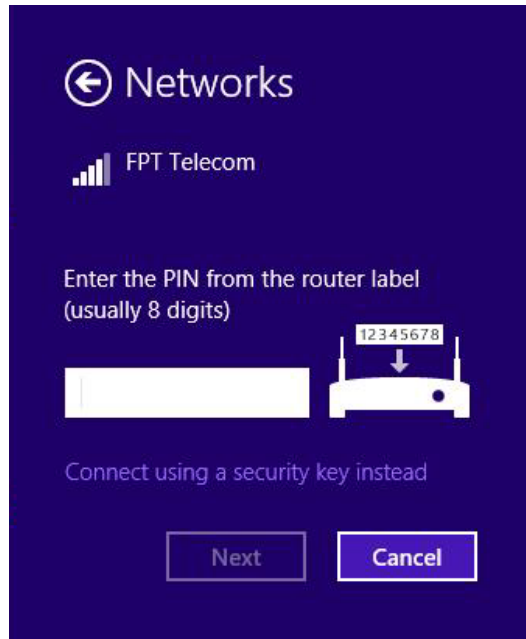 Networks
FPT Telecom
Enter the PIN from the router label
(usually 8 digits)
12345678
Connect using a security key instead
Next
Cancel